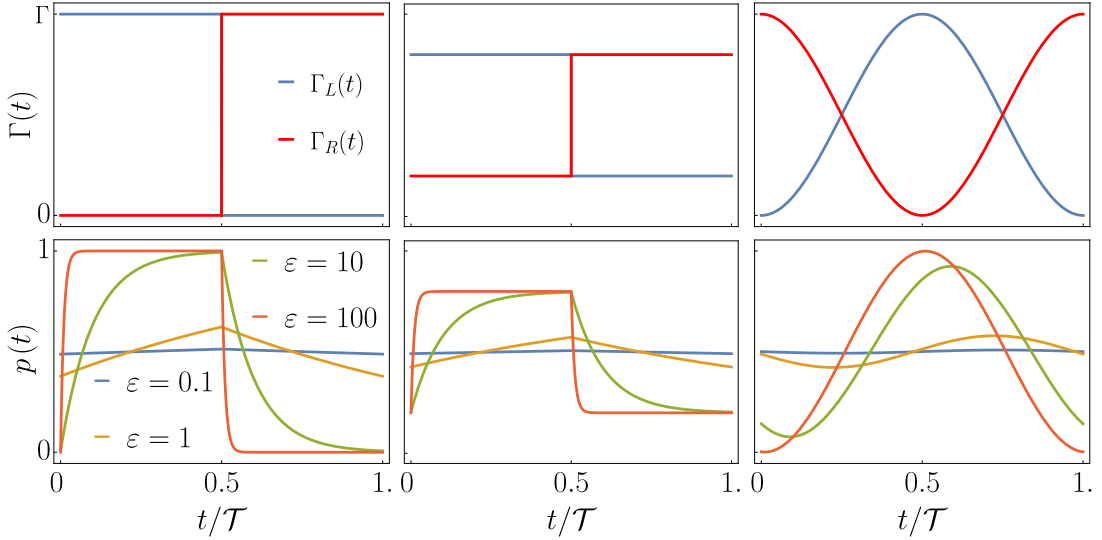 Γ
Γ(t)
Γ_L(t)
Γ_R(t)
0
1
p(t)
ε = 10
ε = 100
ε = 0.1
ε = 1
0
0 0.5 1. 0 0.5 1. 0 0.5 1.
t/𝒯 t/𝒯 t/𝒯